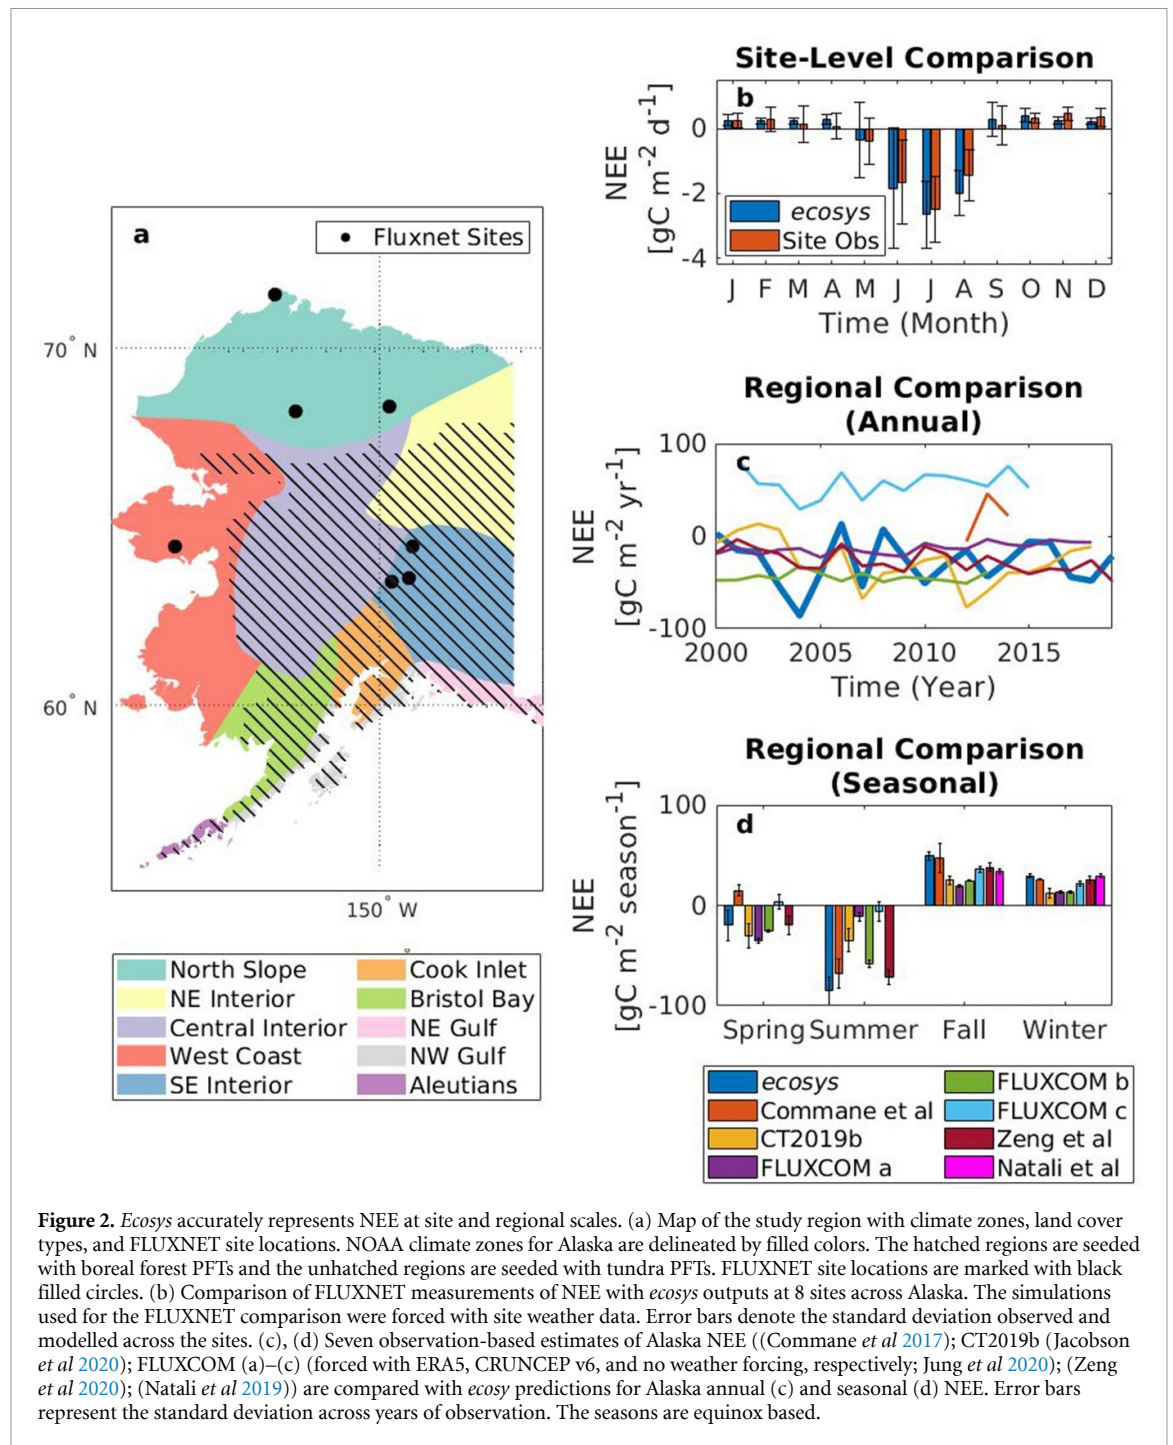 a
Fluxnet Sites
70° N
60° N
150° W
North Slope
NE Interior
Central Interior
West Coast
SE Interior
Cook Inlet
Bristol Bay
NE Gulf
NW Gulf
Aleutians
Site-Level Comparison
b
NEE
[gC m⁻² d⁻¹]
0
-2
-4
ecosys
Site Obs
J F M A M J J A S O N D
Time (Month)
Regional Comparison
(Annual)
c
NEE
[gC m⁻² yr⁻¹]
100
0
-100
2000 2005 2010 2015
Time (Year)
Regional Comparison
(Seasonal)
d
NEE
[gC m⁻² season⁻¹]
100
0
-100
Spring Summer Fall Winter
ecosys
Commane et al
CT2019b
FLUXCOM a
FLUXCOM b
FLUXCOM c
Zeng et al
Natali et al
Figure 2. Ecosys accurately represents NEE at site and regional scales. (a) Map of the study region with climate zones, land cover
types, and FLUXNET site locations. NOAA climate zones for Alaska are delineated by filled colors. The hatched regions are seeded
with boreal forest PFTs and the unhatched regions are seeded with tundra PFTs. FLUXNET site locations are marked with black
filled circles. (b) Comparison of FLUXNET measurements of NEE with ecosys outputs at 8 sites across Alaska. The simulations
used for the FLUXNET comparison were forced with site weather data. Error bars denote the standard deviation observed and
modelled across the sites. (c), (d) Seven observation-based estimates of Alaska NEE ((Commane et al 2017); CT2019b (Jacobson
et al 2020); FLUXCOM (a)–(c) (forced with ERA5, CRUNCEP v6, and no weather forcing, respectively; Jung et al 2020); (Zeng
et al 2020); (Natali et al 2019)) are compared with ecosy predictions for Alaska annual (c) and seasonal (d) NEE. Error bars
represent the standard deviation across years of observation. The seasons are equinox based.